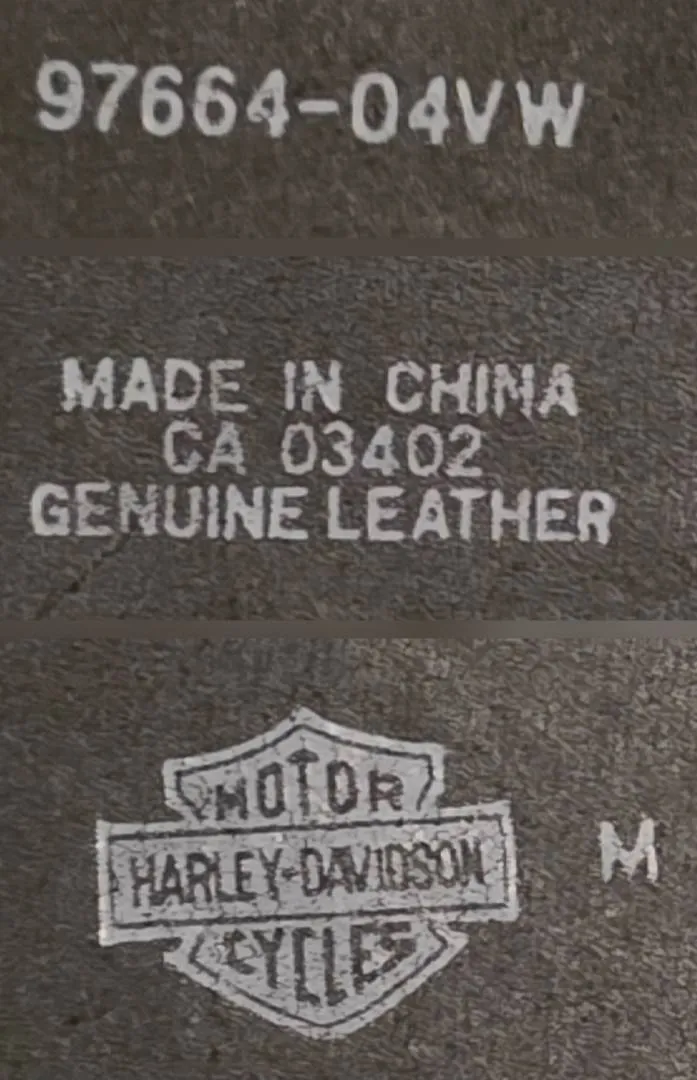 97664-04VW
MADE IN CHINA
CA 03402
GENUINE LEATHER
MOTOR
HARLEY-DAVIDSON
CYCLES
M